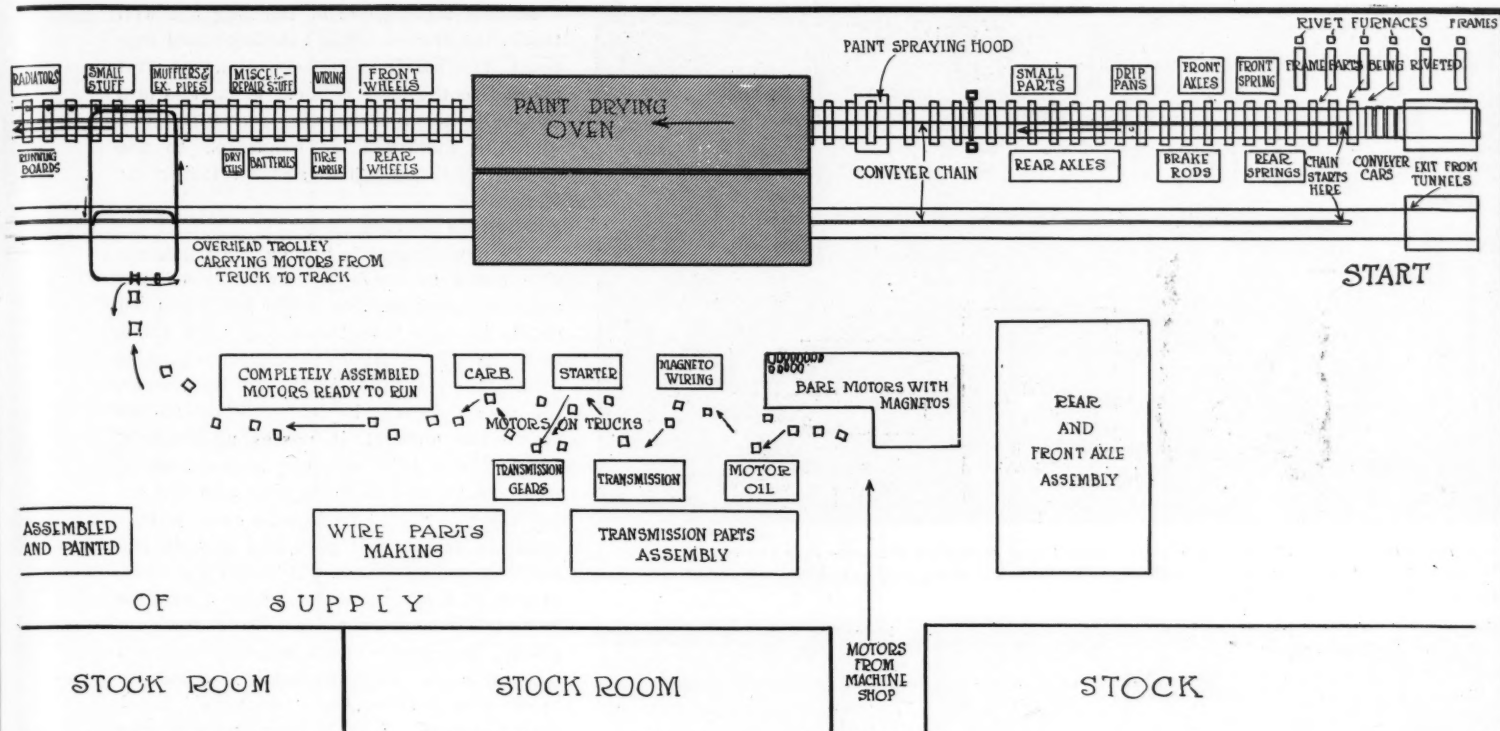 RIVET FURNACES
FRAMES
PAINT SPRAYING HOOD
RADIATORS
SMALL
STUFF
MUFFLERS &
EX. PIPES
MISCEL-
REPAIR STUFF
WIRING
FRONT
WHEELS
SMALL
PARTS
DRIP
PANS
FRONT
AXLES
FRONT
SPRING
FRAME PARTS BEING RIVETED
PAINT DRYING
OVEN
RUNNING
BOARDS
DRY
CELLS
BATTERIES
TIRE
CARRIER
REAR
WHEELS
CONVEYER CHAIN
REAR AXLES
BRAKE
RODS
REAR
SPRINGS
CHAIN
STARTS
HERE
CONVEYER
CARS
EXIT FROM
TUNNELS
OVERHEAD TROLLEY
CARRYING MOTORS FROM
TRUCK TO TRACK
START
COMPLETELY ASSEMBLED
MOTORS READY TO RUN
CARB.
STARTER
MAGNETO
WIRING
BARE MOTORS WITH
MAGNETOS
MOTORS ON TRUCKS
TRANSMISSION
GEARS
TRANSMISSION
MOTOR
OIL
REAR
AND
FRONT AXLE
ASSEMBLY
ASSEMBLED
AND PAINTED
WIRE PARTS
MAKING
TRANSMISSION PARTS
ASSEMBLY
OF SUPPLY
STOCK ROOM
STOCK ROOM
MOTORS
FROM
MACHINE
SHOP
STOCK